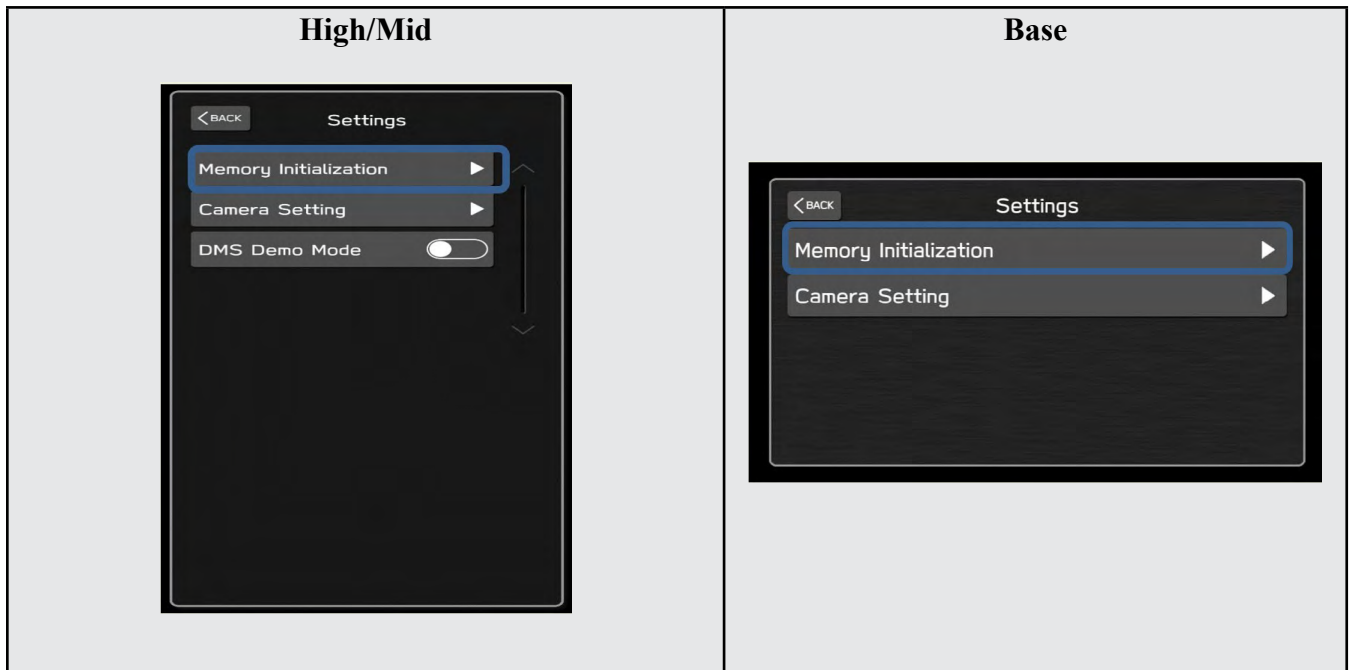 High/Mid
BACK
Settings
Memory Initialization
Camera Setting
DMS Demo Mode
Base
BACK
Settings
Memory Initialization
Camera Setting